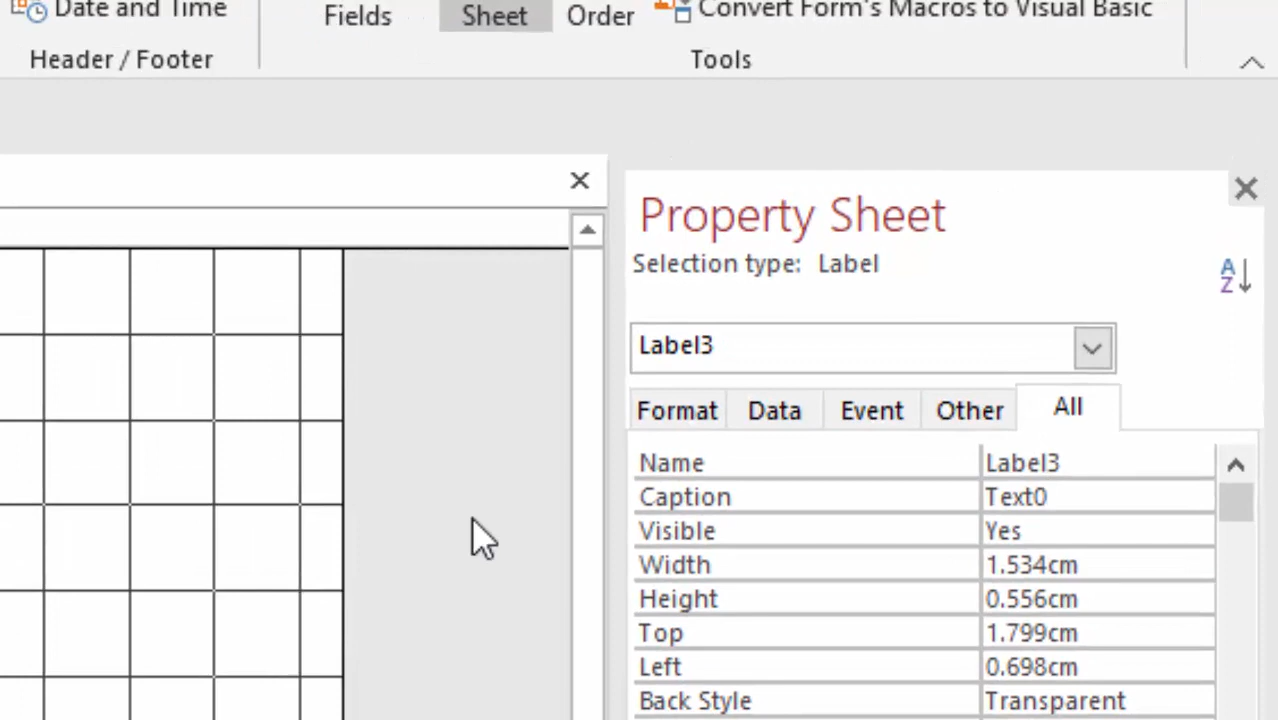 Date and Time
Fields
Sheet
Order
Convert Form's Macros to Visual Basic
Header / Footer
Tools
Property Sheet
Selection type: Label
A
Z
Label3
Format Data Event Other All
Name Label3
Caption Text0
Visible Yes
Width 1.534cm
Height 0.556cm
Top 1.799cm
Left 0.698cm
Back Style Transparent